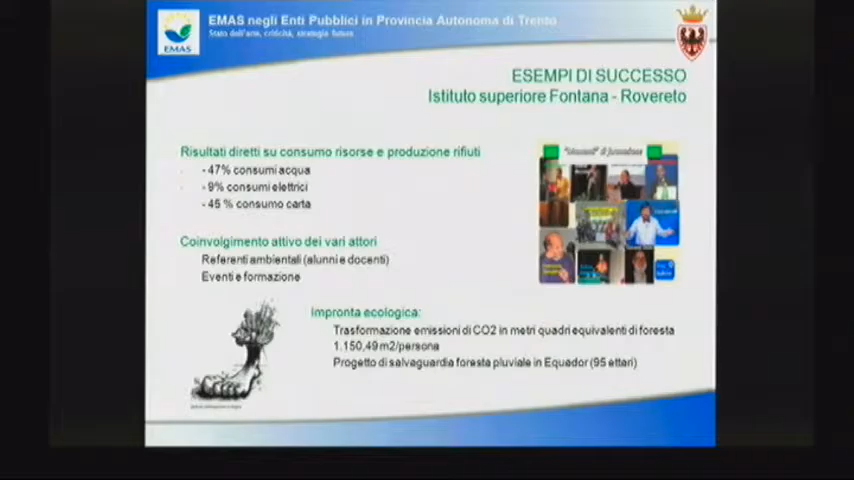 EMAS negli Enti Pubblici in Provincia Autonoma di Trento
Stato dell'arte, criticità, strategie future
EMAS
ESEMPI DI SUCCESSO
Istituto superiore Fontana - Rovereto
Risultati diretti su consumo risorse e produzione rifiuti
- 47% consumi acqua
- 9% consumi elettrici
- 45 % consumo carta
"Momenti" di formazione
Coinvolgimento attivo dei vari attori
Referenti ambientali (alunni e docenti)
Eventi e formazione
Impronta ecologica:
Trasformazione emissioni di CO2 in metri quadri equivalenti di foresta
1.150,49 m2/persona
Progetto di salvaguardia foresta pluviale in Equador (95 ettari)